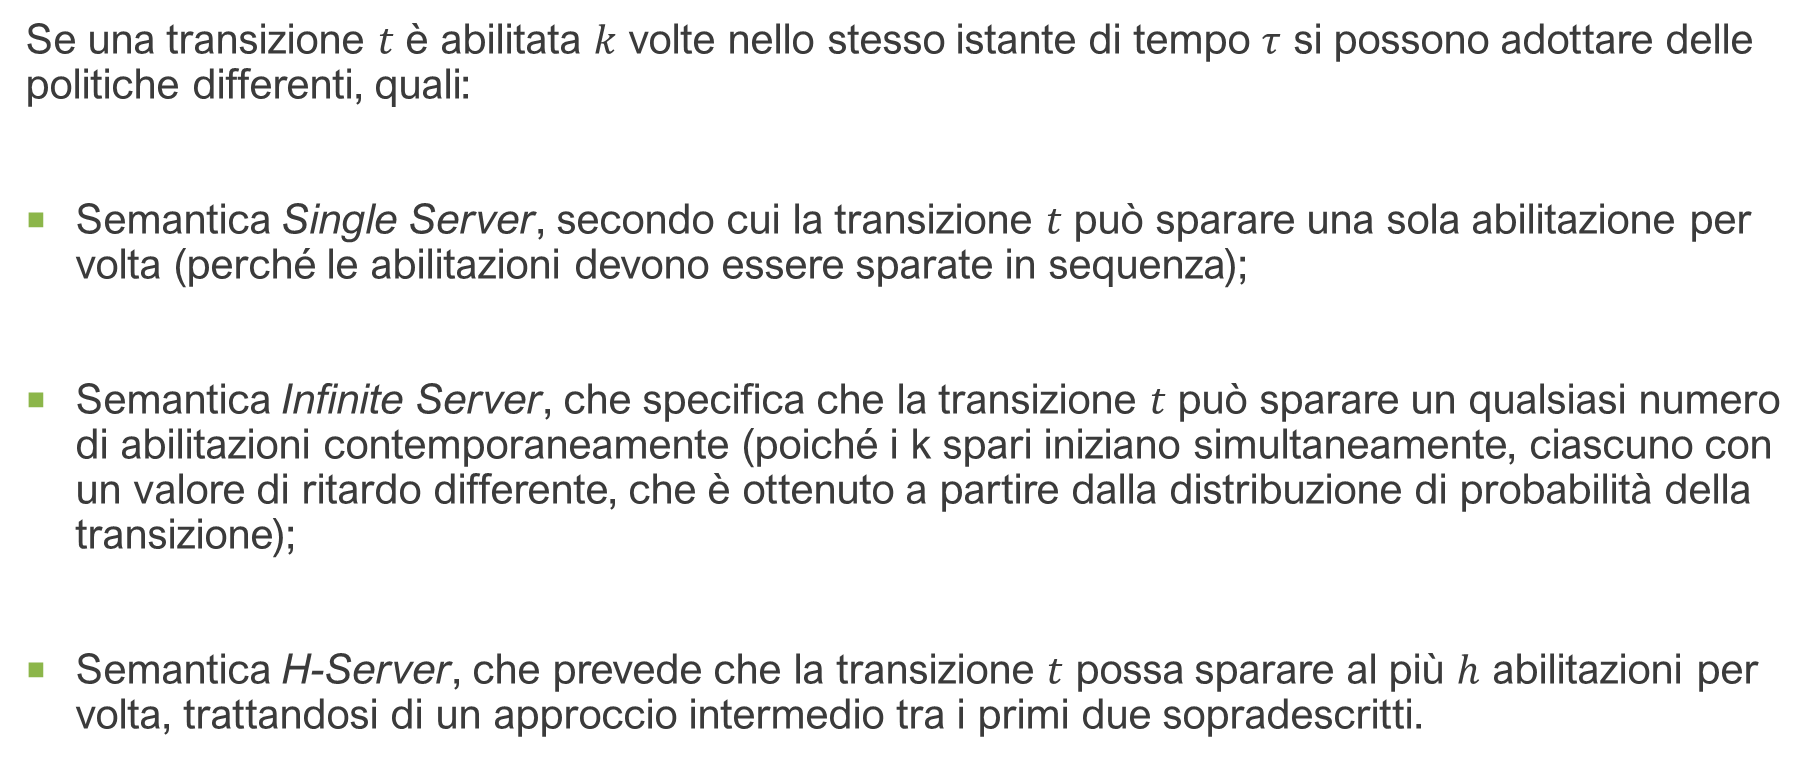 Se una transizione 𝑡 è abilitata 𝑘 volte nello stesso istante di tempo 𝜏 si possono adottare delle
politiche differenti, quali:
▪ Semantica Single Server, secondo cui la transizione 𝑡 può sparare una sola abilitazione per
volta (perché le abilitazioni devono essere sparate in sequenza);
▪ Semantica Infinite Server, che specifica che la transizione 𝑡 può sparare un qualsiasi numero
di abilitazioni contemporaneamente (poiché i k spari iniziano simultaneamente, ciascuno con
un valore di ritardo differente, che è ottenuto a partire dalla distribuzione di probabilità della
transizione);
▪ Semantica H-Server, che prevede che la transizione 𝑡 possa sparare al più ℎ abilitazioni per
volta, trattandosi di un approccio intermedio tra i primi due sopradescritti.